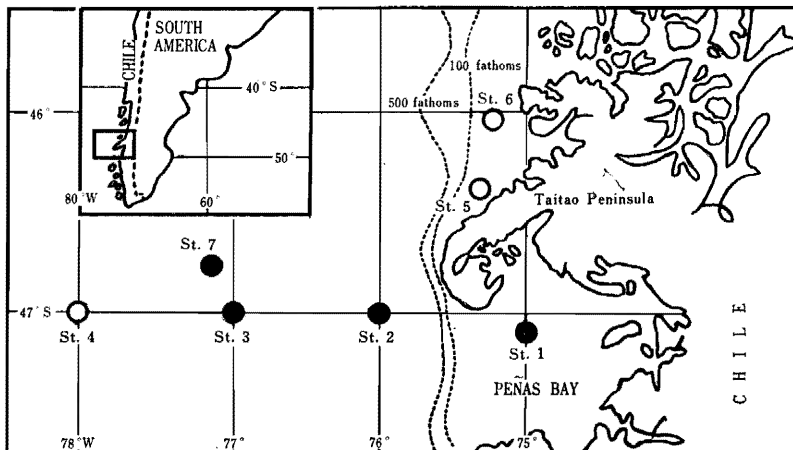 SOUTH
AMERICA
CHILE
40°S
50°
80°W
60°
100 fathoms
500 fathoms
46°
St. 6
St. 5
Taitao Peninsula
St. 7
47°S
St. 4
St. 3
St. 2
St. 1
PEÑAS BAY
CHILE
78°W
77°
76°
75°